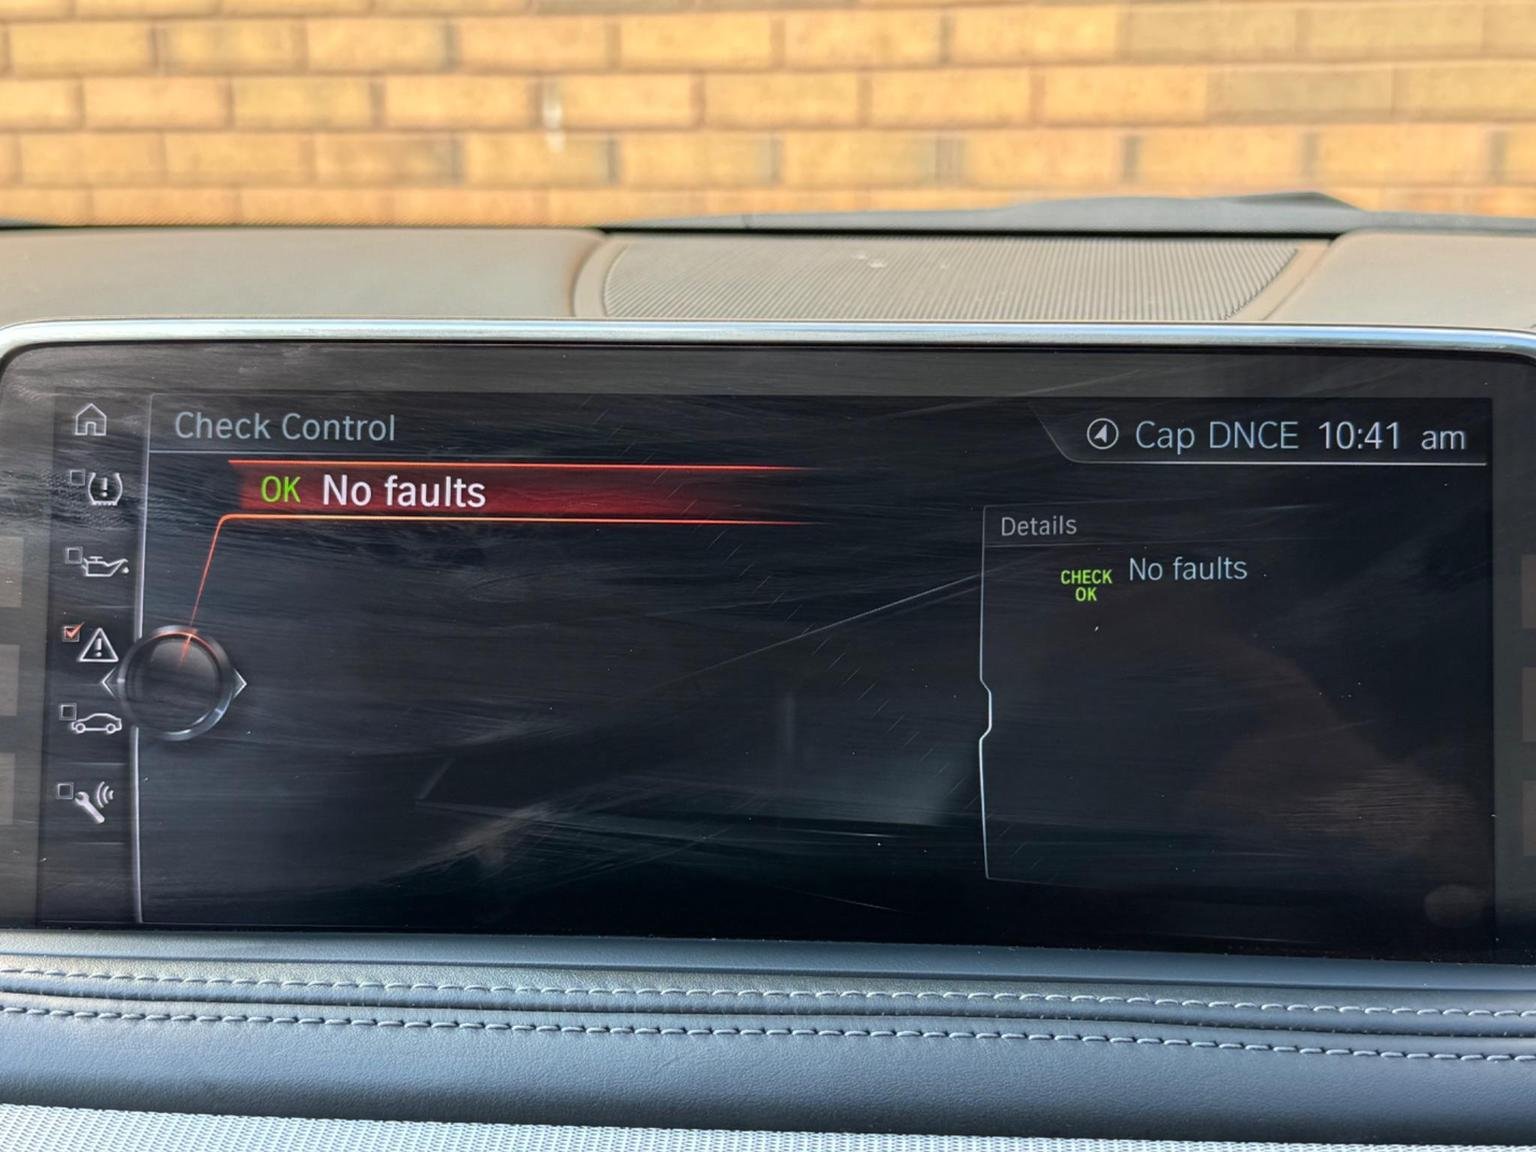 Check Control
Cap DNCE 10:41 am
OK No faults
Details
CHECK OK No faults